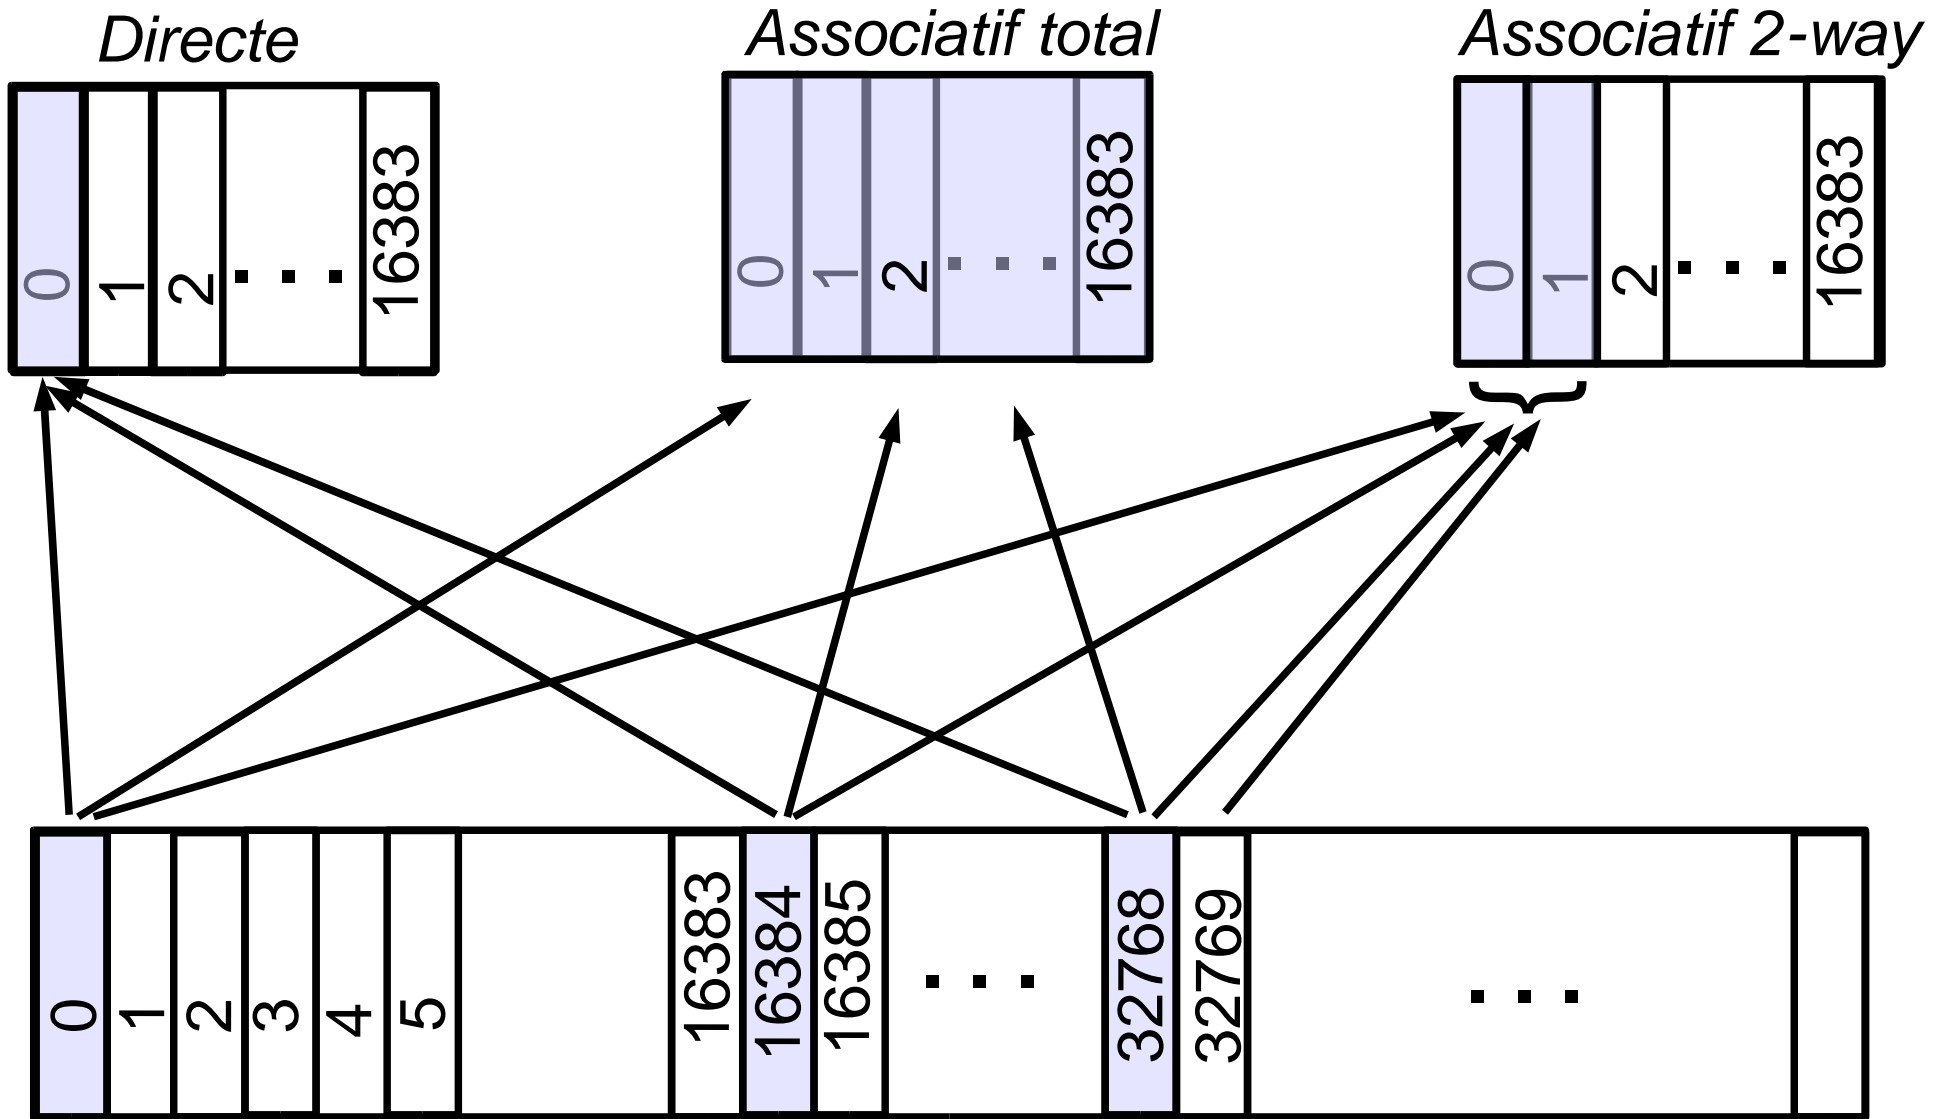 Directe
Associatif total
Associatif 2-way
0 1 2 . . . 16383
0 1 2 . . . 16383
0 1 2 . . . 16383
0 1 2 3 4 5 16383 16384 16385 . . . 32768 32769 . . .